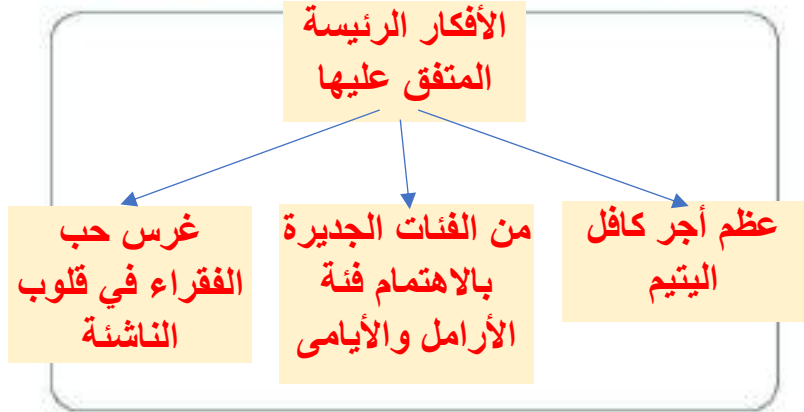 الأفكار الرئيسة
المتفق عليها
عظم أجر كافل
اليتيم
من الفئات الجديرة
بالاهتمام فئة
الأرامل والأيامى
غرس حب
الفقراء في قلوب
الناشئة